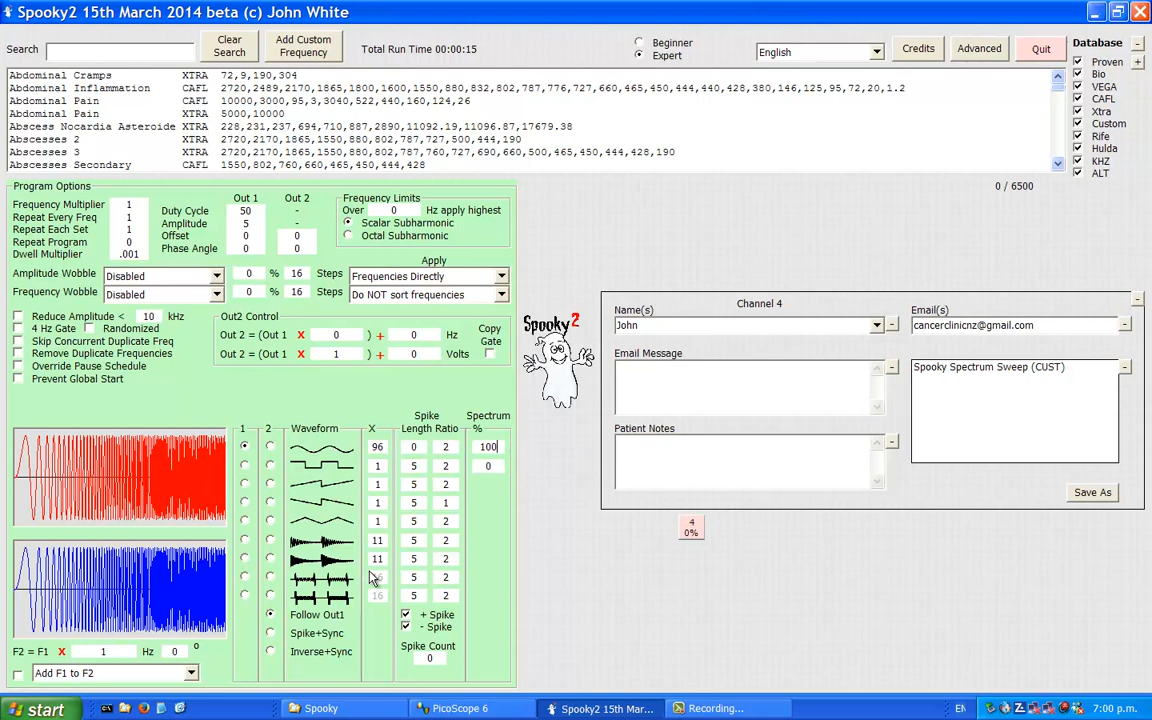 Spooky2 15th March 2014 beta (c) John White
Search
Clear Search
Add Custom Frequency
Total Run Time 00:00:15
Beginner
Expert
English
Credits
Advanced
Quit
Database -
Proven +
Bio
VEGA
CAFL
Xtra
Custom
Rife
Hulda
KHZ
ALT
Abdominal Cramps XTRA 72,9,190,304
Abdominal Inflammation CAFL 2720,2489,2170,1865,1800,1600,1550,880,832,802,787,776,727,660,465,450,444,440,428,380,146,125,95,72,20,1.2
Abdominal Pain CAFL 10000,3000,95,3,3040,522,440,160,124,26
Abdominal Pain XTRA 5000,10000
Abscess Nocardia Asteroide XTRA 228,231,237,694,710,887,2890,11092.19,11096.87,17679.38
Abscesses 2 CAFL 2720,2170,1865,1550,880,802,787,727,500,444,190
Abscesses 3 CAFL 2720,2170,1865,1550,880,802,787,760,727,690,660,500,465,450,444,428,190
Abscesses Secondary CAFL 1550,802,760,660,465,450,444,428
0 / 6500
Program Options
Frequency Multiplier 1
Repeat Every Freq 1
Repeat Each Set 1
Repeat Program 0
Dwell Multiplier .001
Out 1 Out 2
Duty Cycle 50 -
Amplitude 5 -
Offset 0 0
Phase Angle 0 0
Frequency Limits
Over 0 Hz apply highest
Scalar Subharmonic
Octal Subharmonic
Amplitude Wobble Disabled 0 % 16 Steps
Frequency Wobble Disabled 0 % 16 Steps
Apply
Frequencies Directly
Do NOT sort frequencies
Reduce Amplitude < 10 kHz
4 Hz Gate Randomized
Skip Concurrent Duplicate Freq
Remove Duplicate Frequencies
Override Pause Schedule
Prevent Global Start
Out2 Control
Out 2 = (Out 1 X 0 ) + 0 Hz
Out 2 = (Out 1 X 1 ) + 0 Volts
Copy Gate
Spooky2
Channel 4
Name(s)
John
Email(s)
cancerclinicnz@gmail.com
Email Message
Spooky Spectrum Sweep (CUST)
Patient Notes
Save As
4
0%
Spike Spectrum
1 2 Waveform X Length Ratio %
96 0 2 100
1 5 2 0
1 5 2
1 5 1
1 5 2
11 5 2
11 5 2
5 2
16 5 2
Follow Out1
Spike+Sync
Inverse+Sync
+ Spike
- Spike
Spike Count
0
F2 = F1 X 1 Hz 0 o
Add F1 to F2
start
Spooky
PicoScope 6
Spooky2 15th Mar...
Recording...
EN
7:00 p.m.